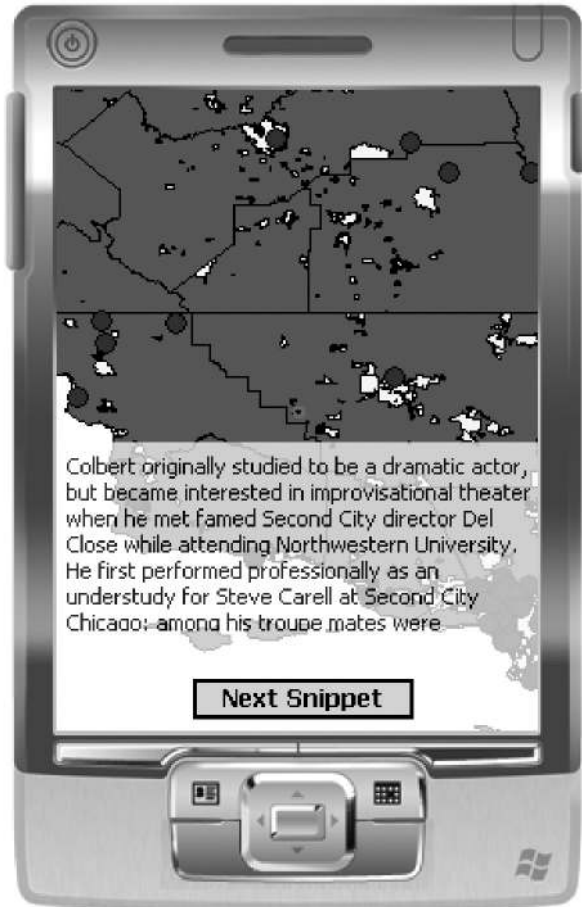 Colbert originally studied to be a dramatic actor,
but became interested in improvisational theater
when he met famed Second City director Del
Close while attending Northwestern University.
He first performed professionally as an
understudy for Steve Carell at Second City
Chicago; among his troupe mates were
Next Snippet